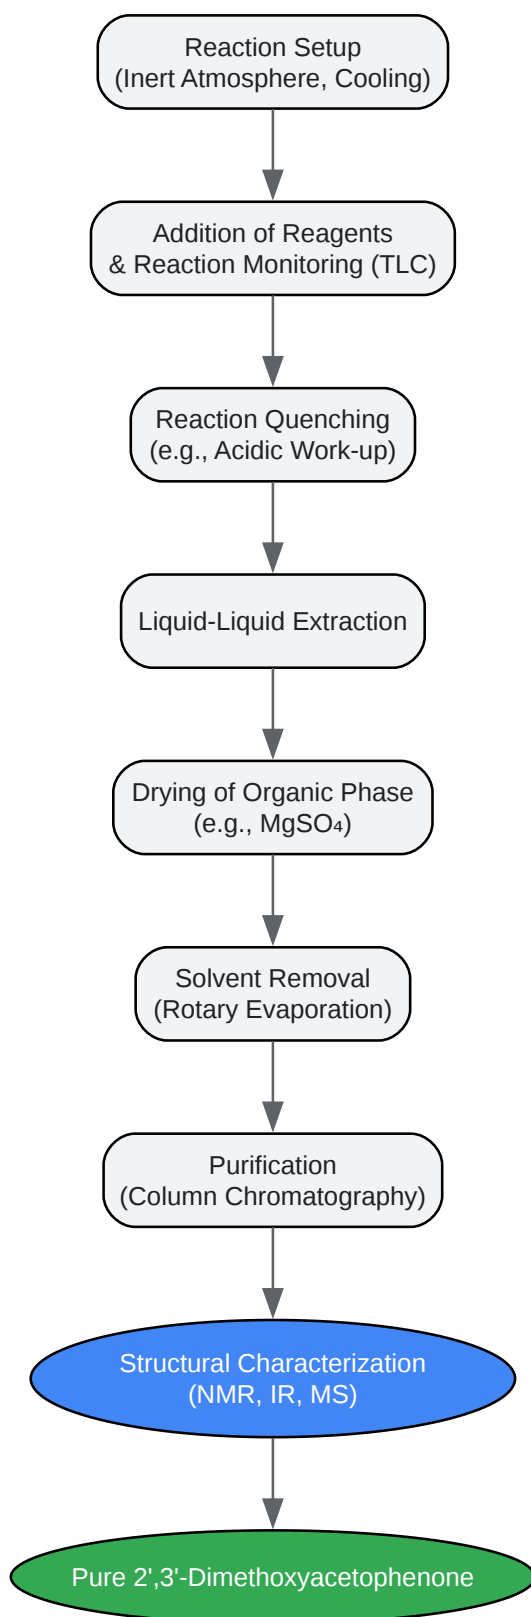 Reaction Setup
(Inert Atmosphere, Cooling)
Addition of Reagents
& Reaction Monitoring (TLC)
Reaction Quenching
(e.g., Acidic Work-up)
Liquid-Liquid Extraction
Drying of Organic Phase
(e.g., MgSO₄)
Solvent Removal
(Rotary Evaporation)
Purification
(Column Chromatography)
Structural Characterization
(NMR, IR, MS)
Pure 2',3'-Dimethoxyacetophenone